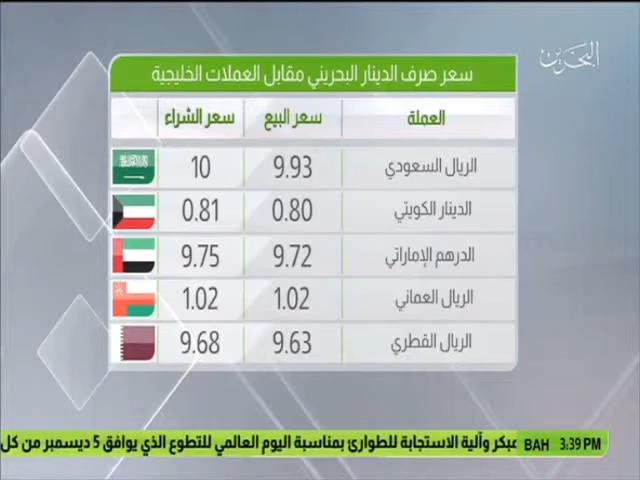 البحرين
سعر صرف الدينار البحريني مقابل العملات الخليجية
العملة سعر البيع سعر الشراء
الريال السعودي 9.93 10
الدينار الكويتي 0.80 0.81
الدرهم الإماراتي 9.72 9.75
الريال العماني 1.02 1.02
الريال القطري 9.63 9.68
مبكر وآلية الاستجابة للطوارئ بمناسبة اليوم العالمي للتطوع الذي يوافق 5 ديسمبر من كل
BAH 3:39 PM